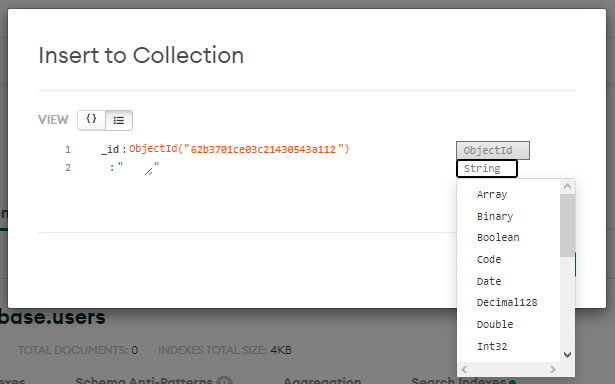 Insert to Collection
VIEW {}
1 _id : ObjectId("62b3701ce03c21430543a112") ObjectId
2 : " " String
Array
Binary
Boolean
Code
Date
Decimal128
Double
Int32
base.users
TOTAL DOCUMENTS: 0 INDEXES TOTAL SIZE: 4KB
Schema Anti-Patterns 0 Aggregation Search Indexes